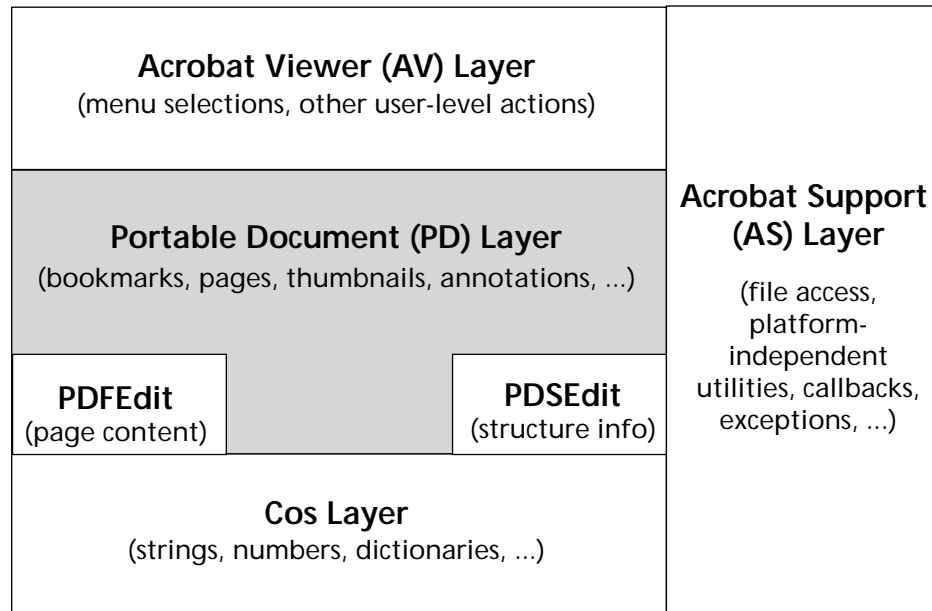 Acrobat Viewer (AV) Layer
(menu selections, other user-level actions)
Portable Document (PD) Layer
(bookmarks, pages, thumbnails, annotations, ...)
PDFEdit
(page content)
PDSEdit
(structure info)
Cos Layer
(strings, numbers, dictionaries, ...)
Acrobat Support
(AS) Layer
(file access,
platform-
independent
utilities, callbacks,
exceptions, ...)